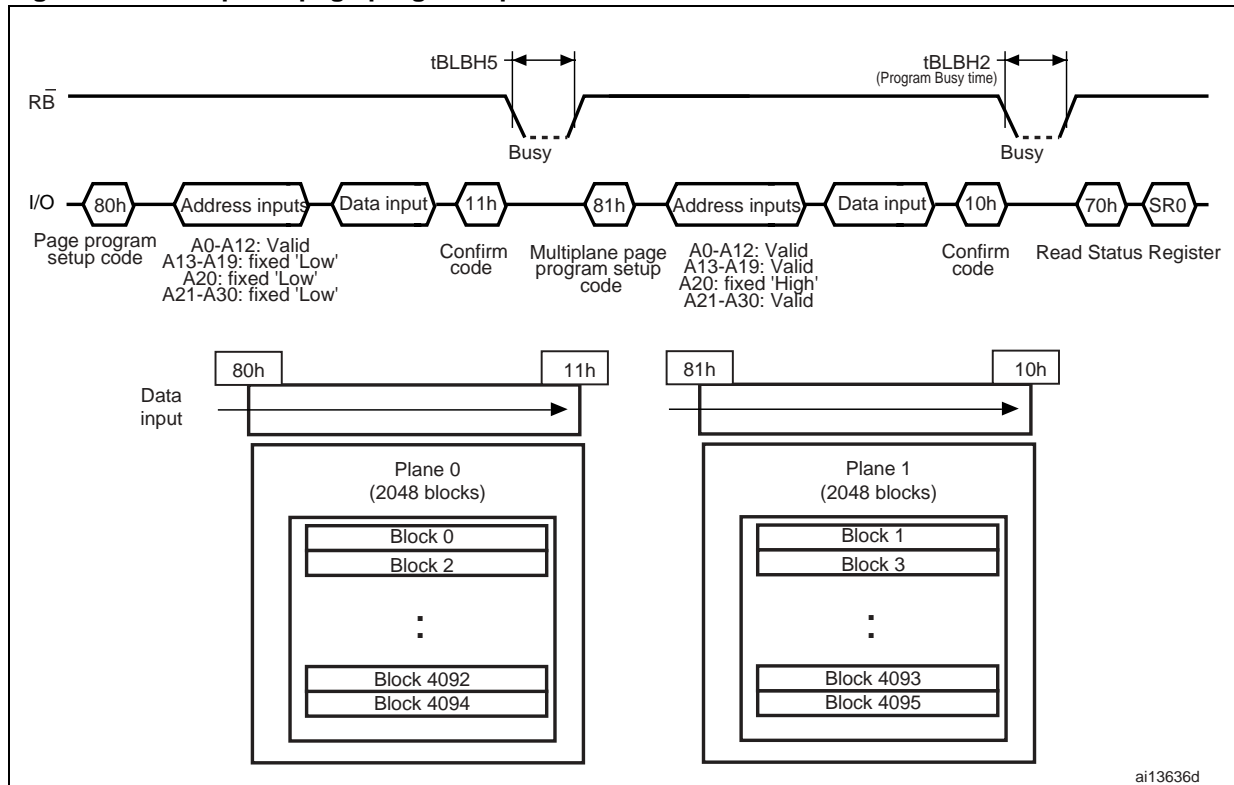 tBLBH5
tBLBH2
(Program Busy time)
RB̅
Busy
Busy
I/O
80h
Address inputs
Data input
11h
81h
Address inputs
Data input
10h
70h
SR0
Page program
setup code
A0-A12: Valid
A13-A19: fixed 'Low'
A20: fixed 'Low'
A21-A30: fixed 'Low'
Confirm
code
Multiplane page
program setup
code
A0-A12: Valid
A13-A19: Valid
A20: fixed 'High'
A21-A30: Valid
Confirm
code
Read Status Register
80h
11h
81h
10h
Data
input
Plane 0
(2048 blocks)
Block 0
Block 2
:
Block 4092
Block 4094
Plane 1
(2048 blocks)
Block 1
Block 3
:
Block 4093
Block 4095
ai13636d